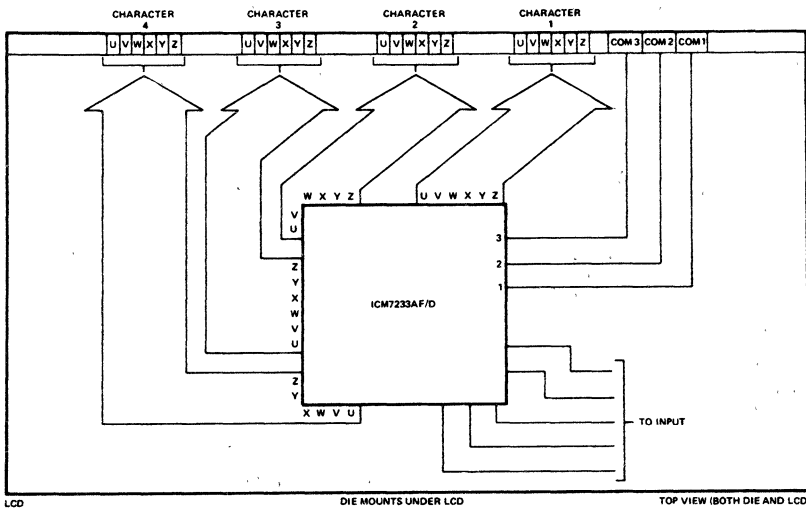 CHARACTER
4
CHARACTER
3
CHARACTER
2
CHARACTER
1
U V W X Y Z
U V W X Y Z
U V W X Y Z
U V W X Y Z
COM 3 COM 2 COM 1
W X Y Z
U V W X Y Z
V
U
3
2
1
Z
Y
X
W
V
U
ICM7233AF/D
Z
Y
X W V U
TO INPUT
LCD
DIE MOUNTS UNDER LCD
TOP VIEW (BOTH DIE AND LCD